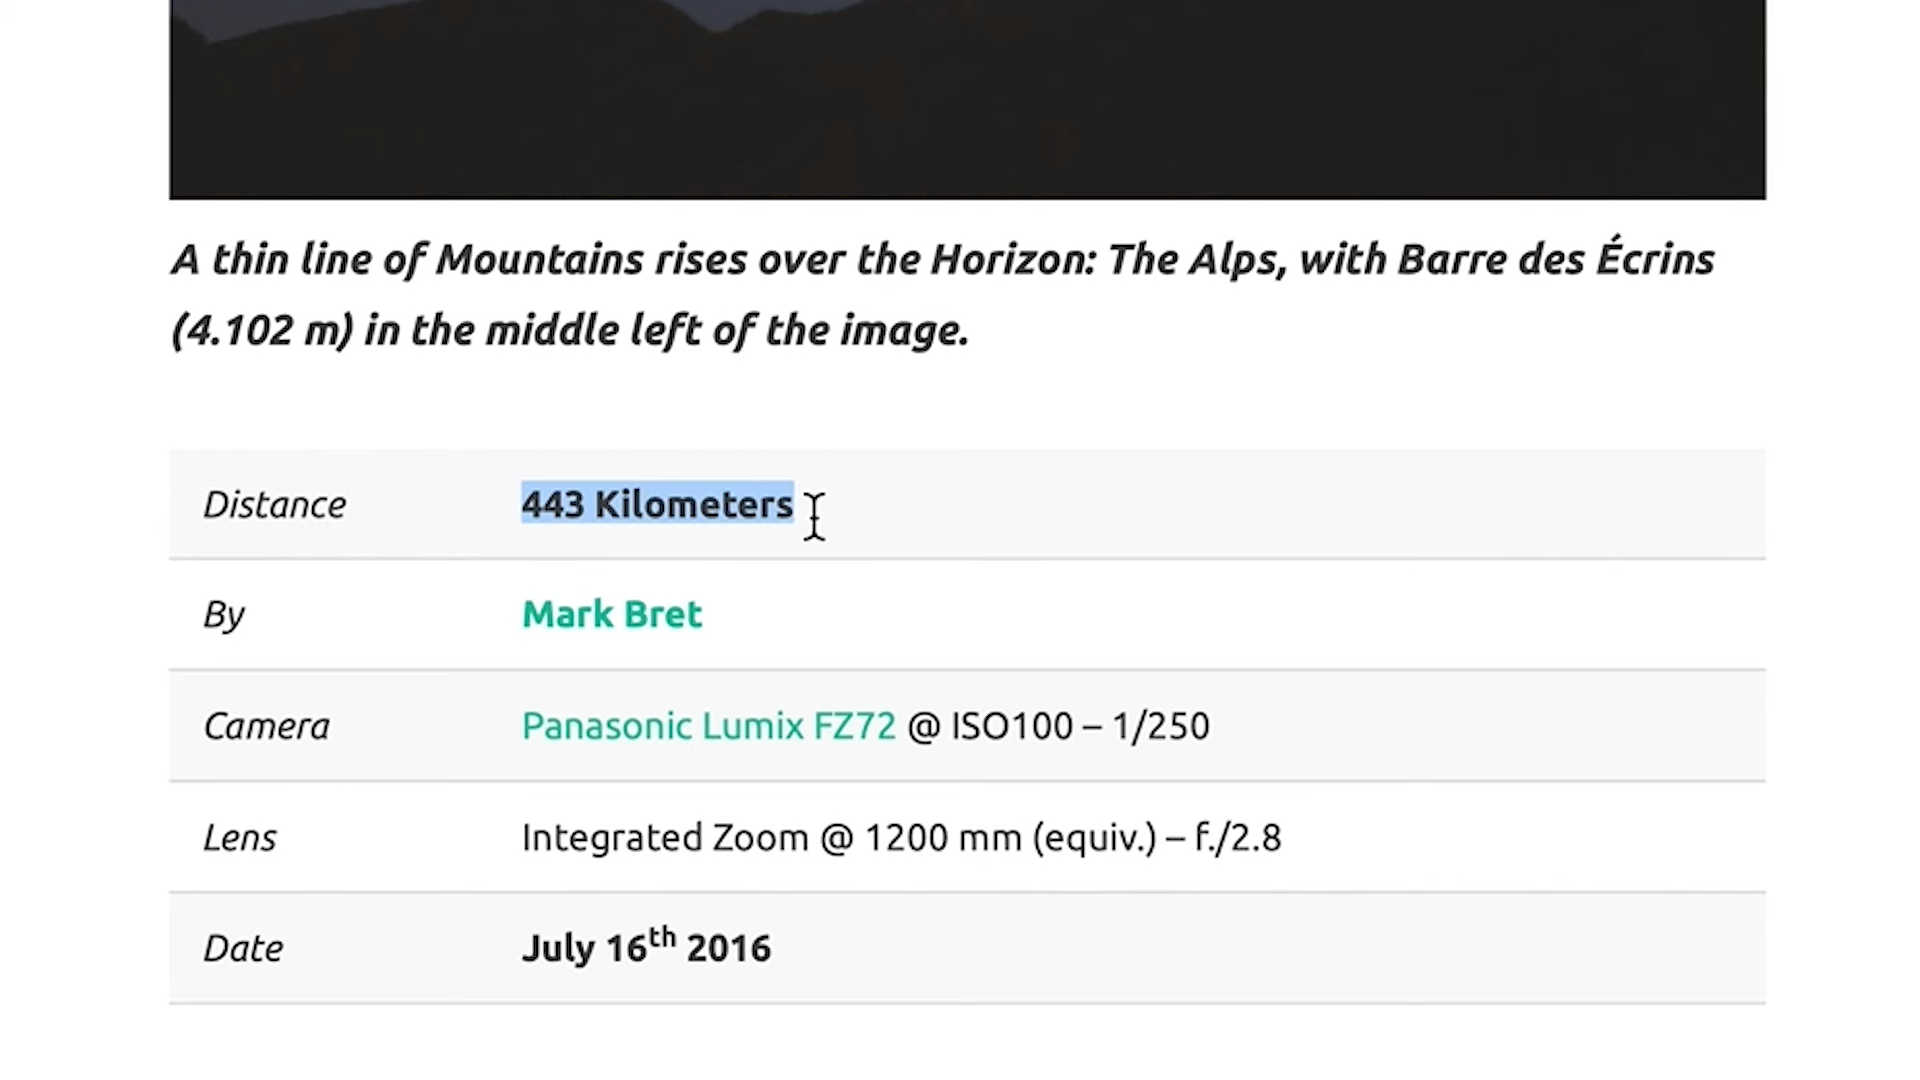 A thin line of Mountains rises over the Horizon: The Alps, with Barre des Écrins
(4.102 m) in the middle left of the image.
Distance 443 Kilometers
By Mark Bret
Camera Panasonic Lumix FZ72 @ ISO100 – 1/250
Lens Integrated Zoom @ 1200 mm (equiv.) – f./2.8
Date July 16th 2016